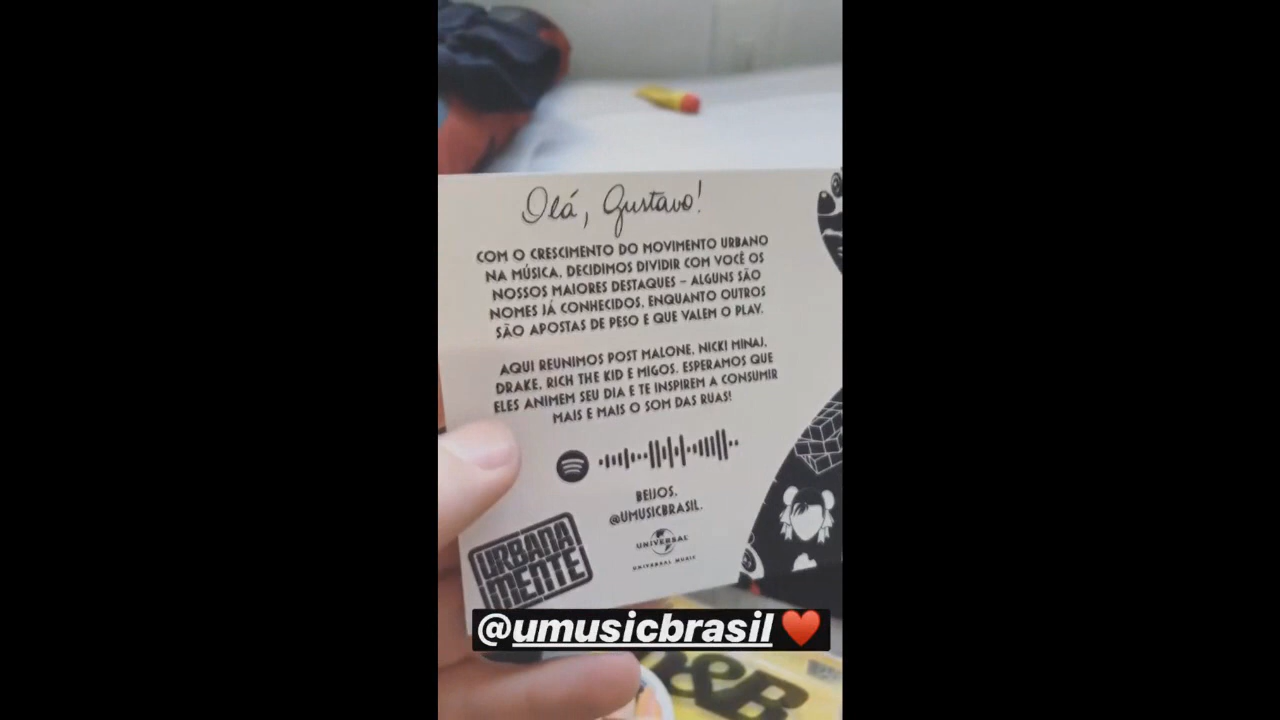 Olá, Gustavo!
COM O CRESCIMENTO DO MOVIMENTO URBANO
NA MÚSICA, DECIDIMOS DIVIDIR COM VOCÊ OS
NOSSOS MAIORES DESTAQUES – ALGUNS SÃO
NOMES JÁ CONHECIDOS, ENQUANTO OUTROS
SÃO APOSTAS DE PESO E QUE VALEM O PLAY.
AQUI REUNIMOS POST MALONE, NICKI MINAJ,
DRAKE, RICH THE KID E MIGOS. ESPERAMOS QUE
ELES ANIMEM SEU DIA E TE INSPIREM A CONSUMIR
MAIS E MAIS O SOM DAS RUAS!
BEIJOS,
@UMUSICBRASIL.
UNIVERSAL
UNIVERSAL MUSIC
URBANA
MENTE
@umusicbrasil